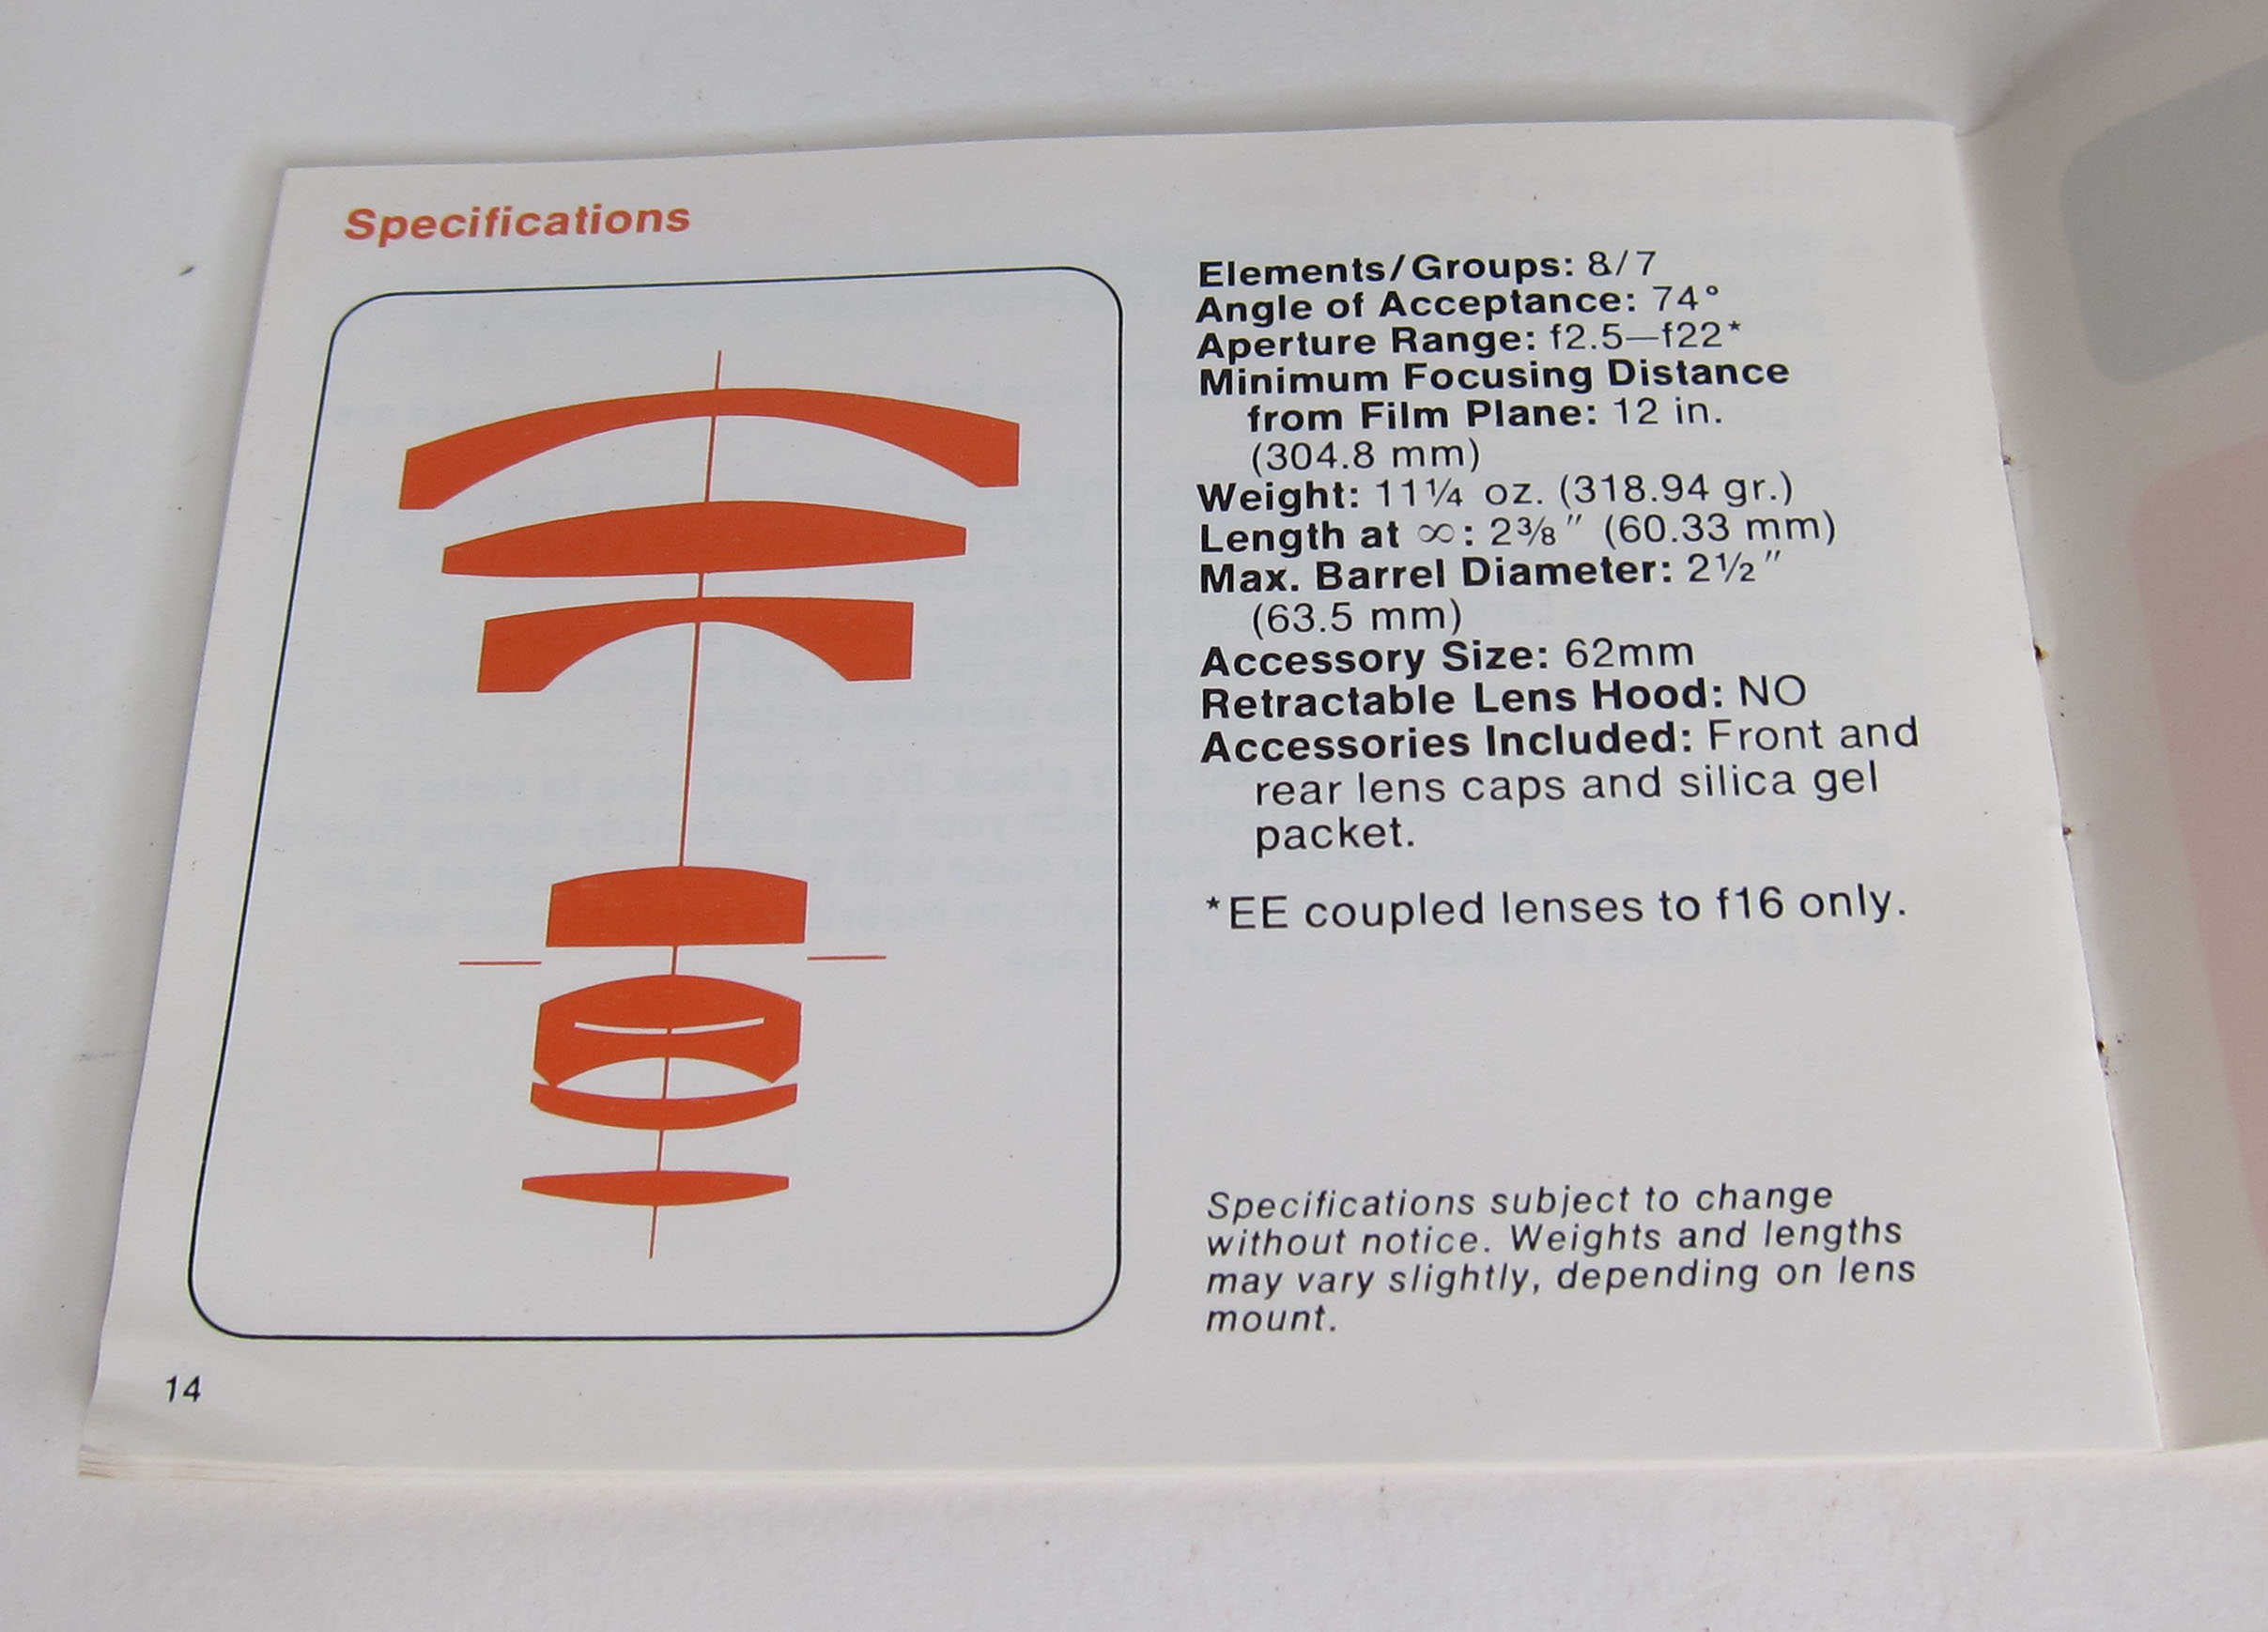 Specifications
Elements/Groups: 8/7
Angle of Acceptance: 74°
Aperture Range: f2.5—f22*
Minimum Focusing Distance
from Film Plane: 12 in.
(304.8 mm)
Weight: 11¼ oz. (318.94 gr.)
Length at ∞: 2⅜" (60.33 mm)
Max. Barrel Diameter: 2½"
(63.5 mm)
Accessory Size: 62mm
Retractable Lens Hood: NO
Accessories Included: Front and
rear lens caps and silica gel
packet.
*EE coupled lenses to f16 only.
Specifications subject to change
without notice. Weights and lengths
may vary slightly, depending on lens
mount.
14